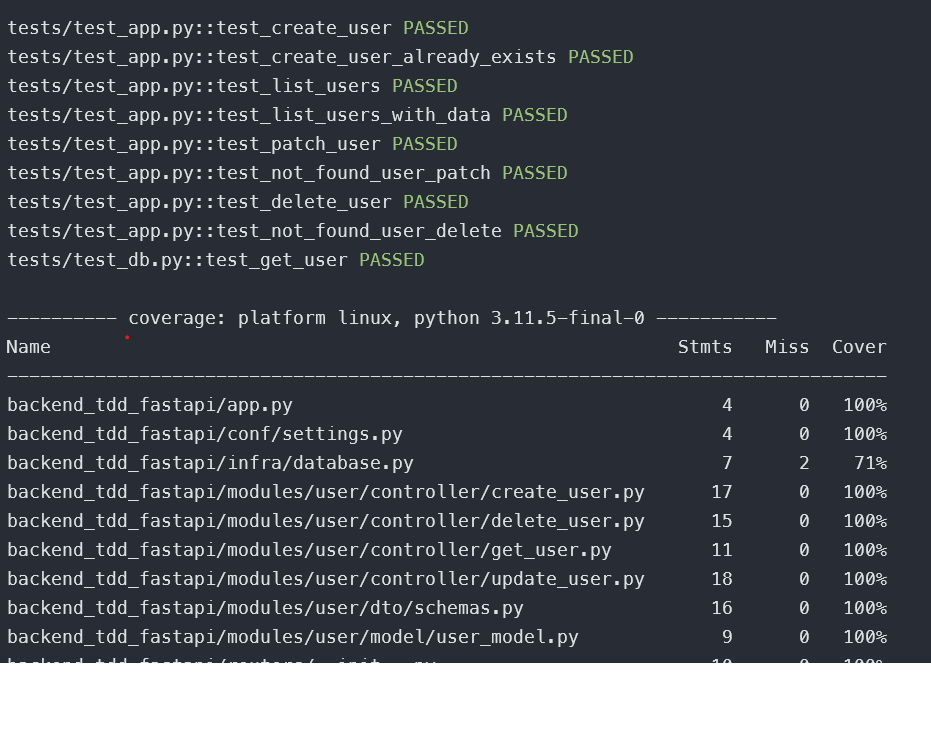 tests/test_app.py::test_create_user PASSED
tests/test_app.py::test_create_user_already_exists PASSED
tests/test_app.py::test_list_users PASSED
tests/test_app.py::test_list_users_with_data PASSED
tests/test_app.py::test_patch_user PASSED
tests/test_app.py::test_not_found_user_patch PASSED
tests/test_app.py::test_delete_user PASSED
tests/test_app.py::test_not_found_user_delete PASSED
tests/test_db.py::test_get_user PASSED
---------- coverage: platform linux, python 3.11.5-final-0 -----------
Name Stmts Miss Cover
--------------------------------------------------------------------------------
backend_tdd_fastapi/app.py 4 0 100%
backend_tdd_fastapi/conf/settings.py 4 0 100%
backend_tdd_fastapi/infra/database.py 7 2 71%
backend_tdd_fastapi/modules/user/controller/create_user.py 17 0 100%
backend_tdd_fastapi/modules/user/controller/delete_user.py 15 0 100%
backend_tdd_fastapi/modules/user/controller/get_user.py 11 0 100%
backend_tdd_fastapi/modules/user/controller/update_user.py 18 0 100%
backend_tdd_fastapi/modules/user/dto/schemas.py 16 0 100%
backend_tdd_fastapi/modules/user/model/user_model.py 9 0 100%